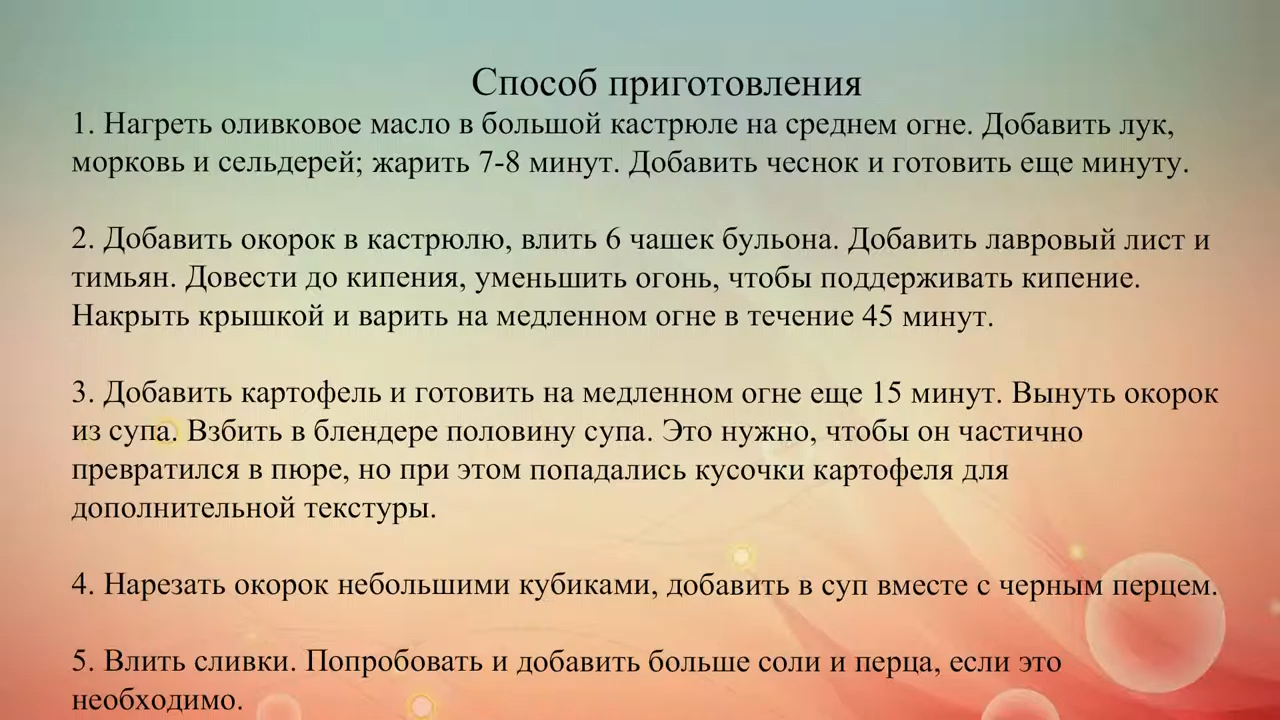 Способ приготовления
1. Нагреть оливковое масло в большой кастрюле на среднем огне. Добавить лук,
морковь и сельдерей; жарить 7-8 минут. Добавить чеснок и готовить еще минуту.
2. Добавить окорок в кастрюлю, влить 6 чашек бульона. Добавить лавровый лист и
тимьян. Довести до кипения, уменьшить огонь, чтобы поддерживать кипение.
Накрыть крышкой и варить на медленном огне в течение 45 минут.
3. Добавить картофель и готовить на медленном огне еще 15 минут. Вынуть окорок
из супа. Взбить в блендере половину супа. Это нужно, чтобы он частично
превратился в пюре, но при этом попадались кусочки картофеля для
дополнительной текстуры.
4. Нарезать окорок небольшими кубиками, добавить в суп вместе с черным перцем.
5. Влить сливки. Попробовать и добавить больше соли и перца, если это
необходимо.